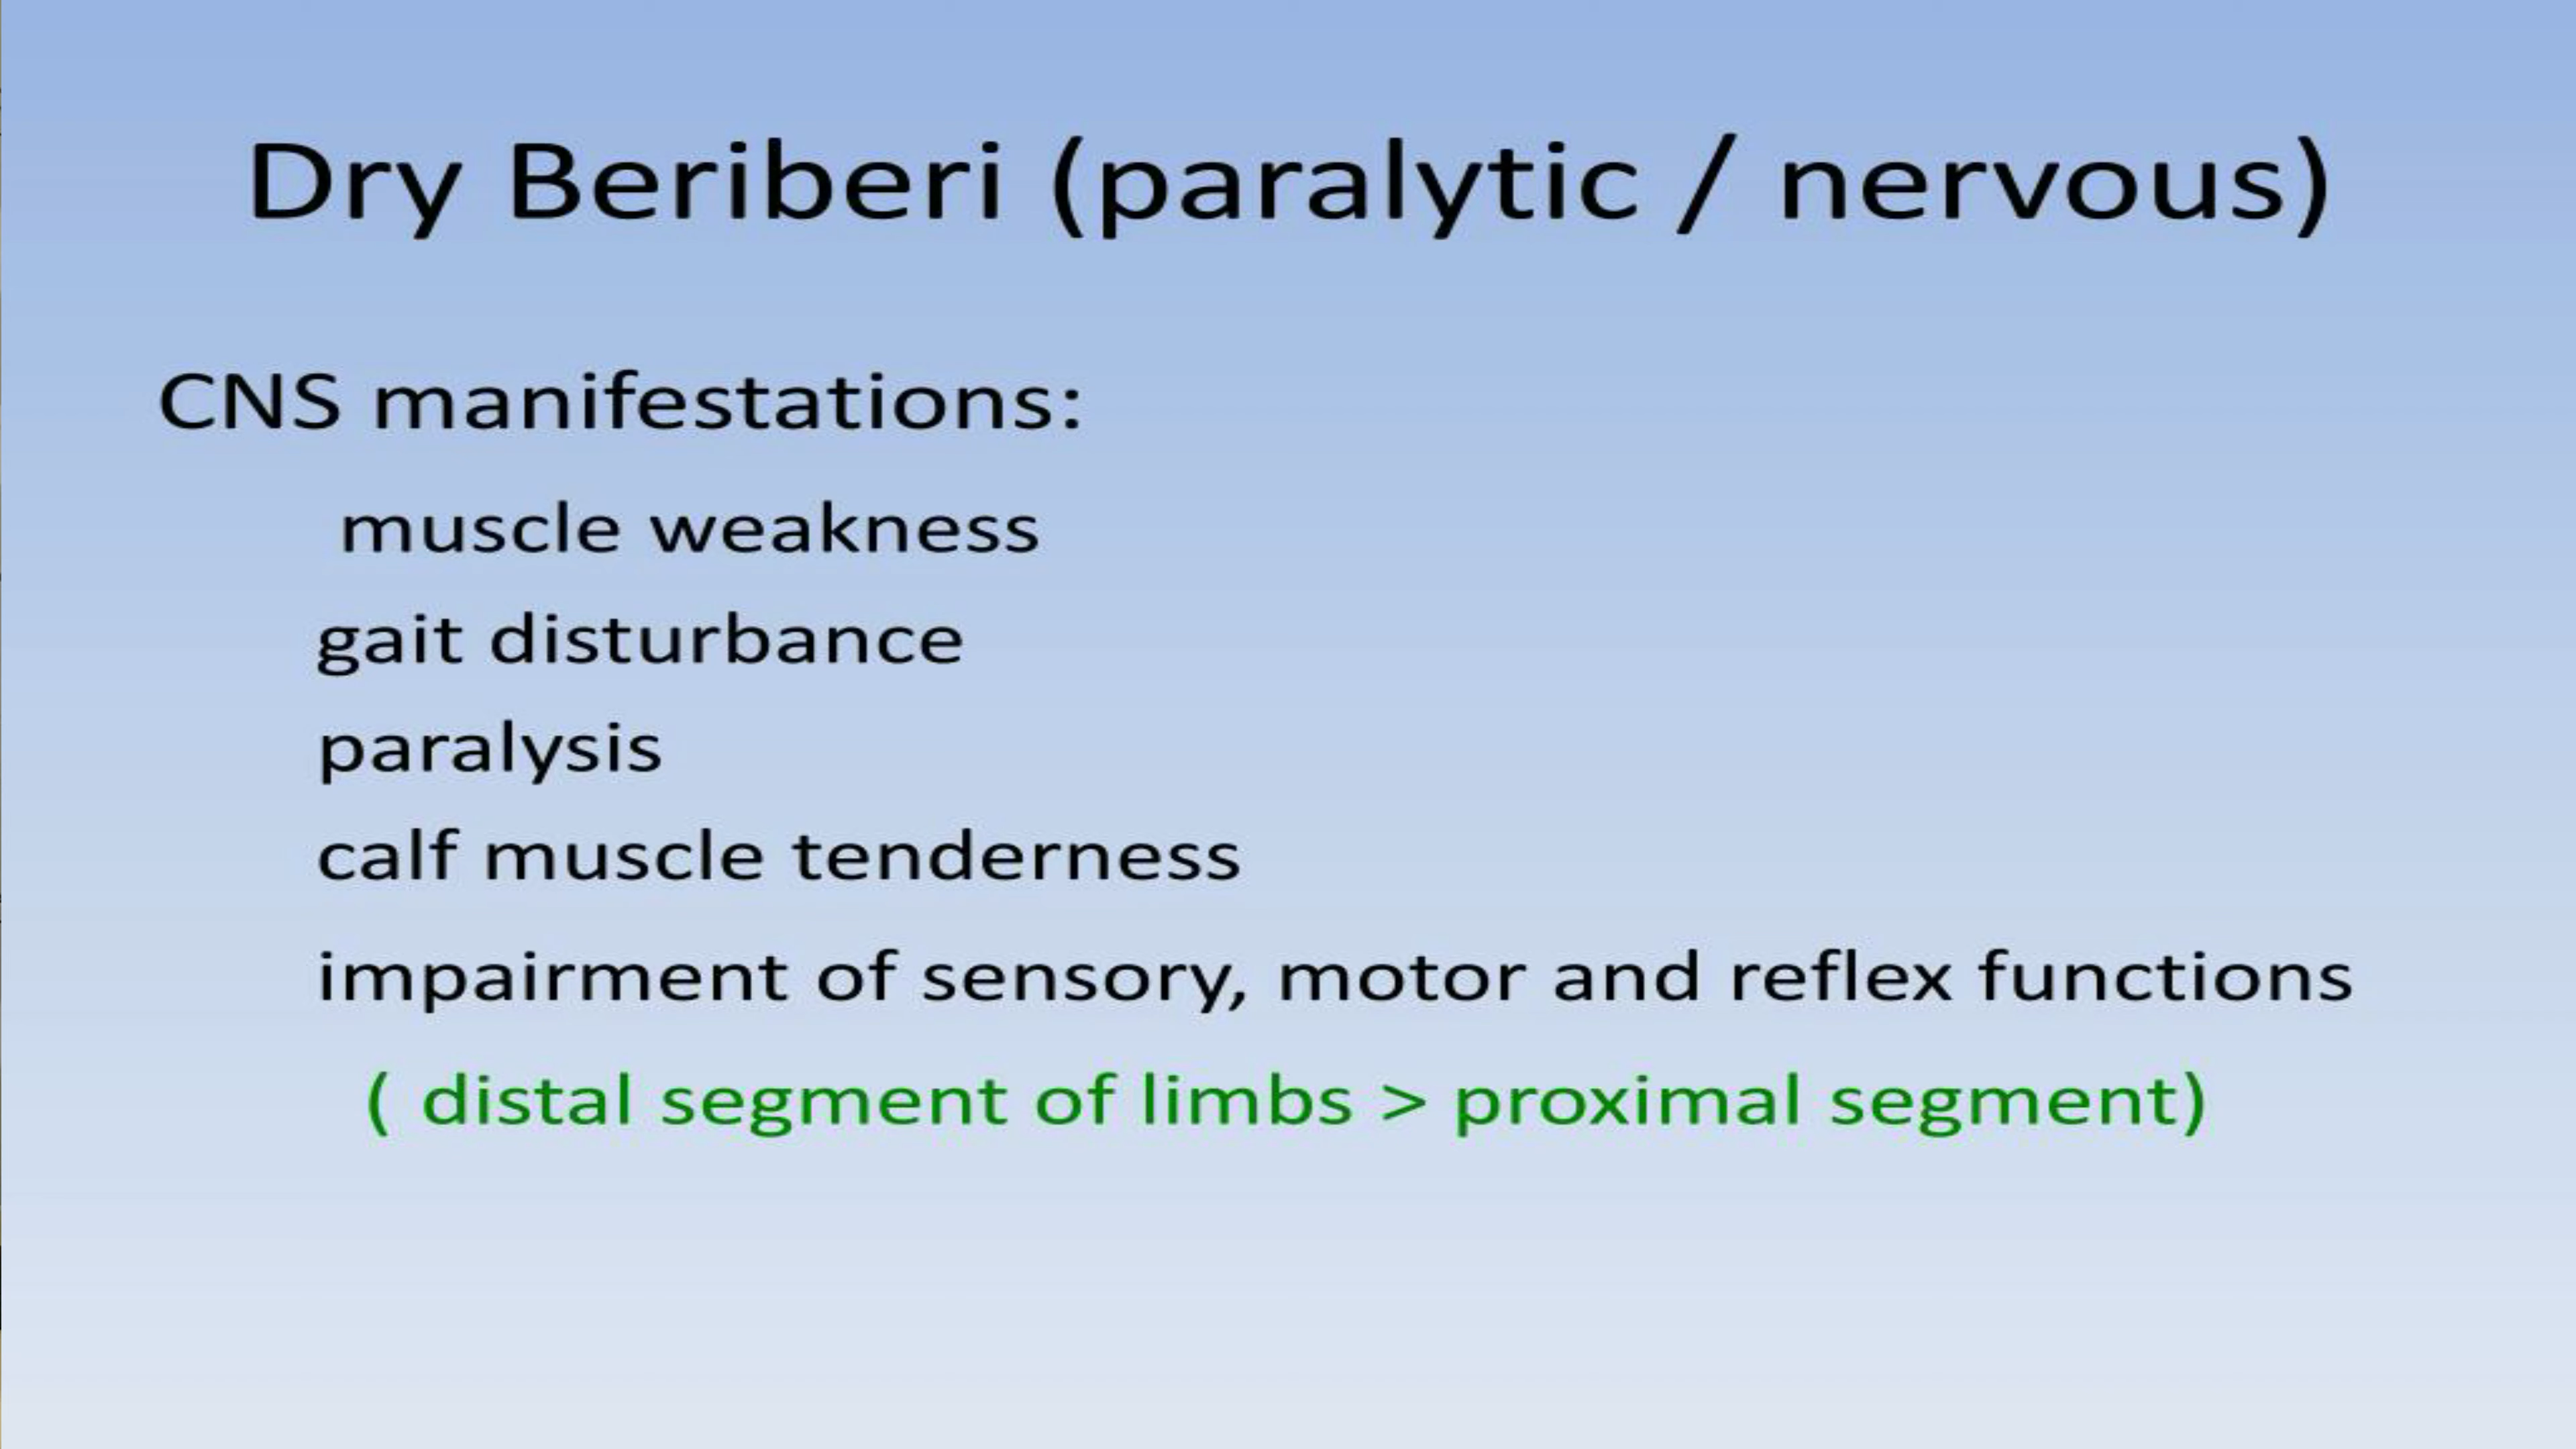 Dry Beriberi (paralytic / nervous)
CNS manifestations:
muscle weakness
gait disturbance
paralysis
calf muscle tenderness
impairment of sensory, motor and reflex functions
( distal segment of limbs > proximal segment)